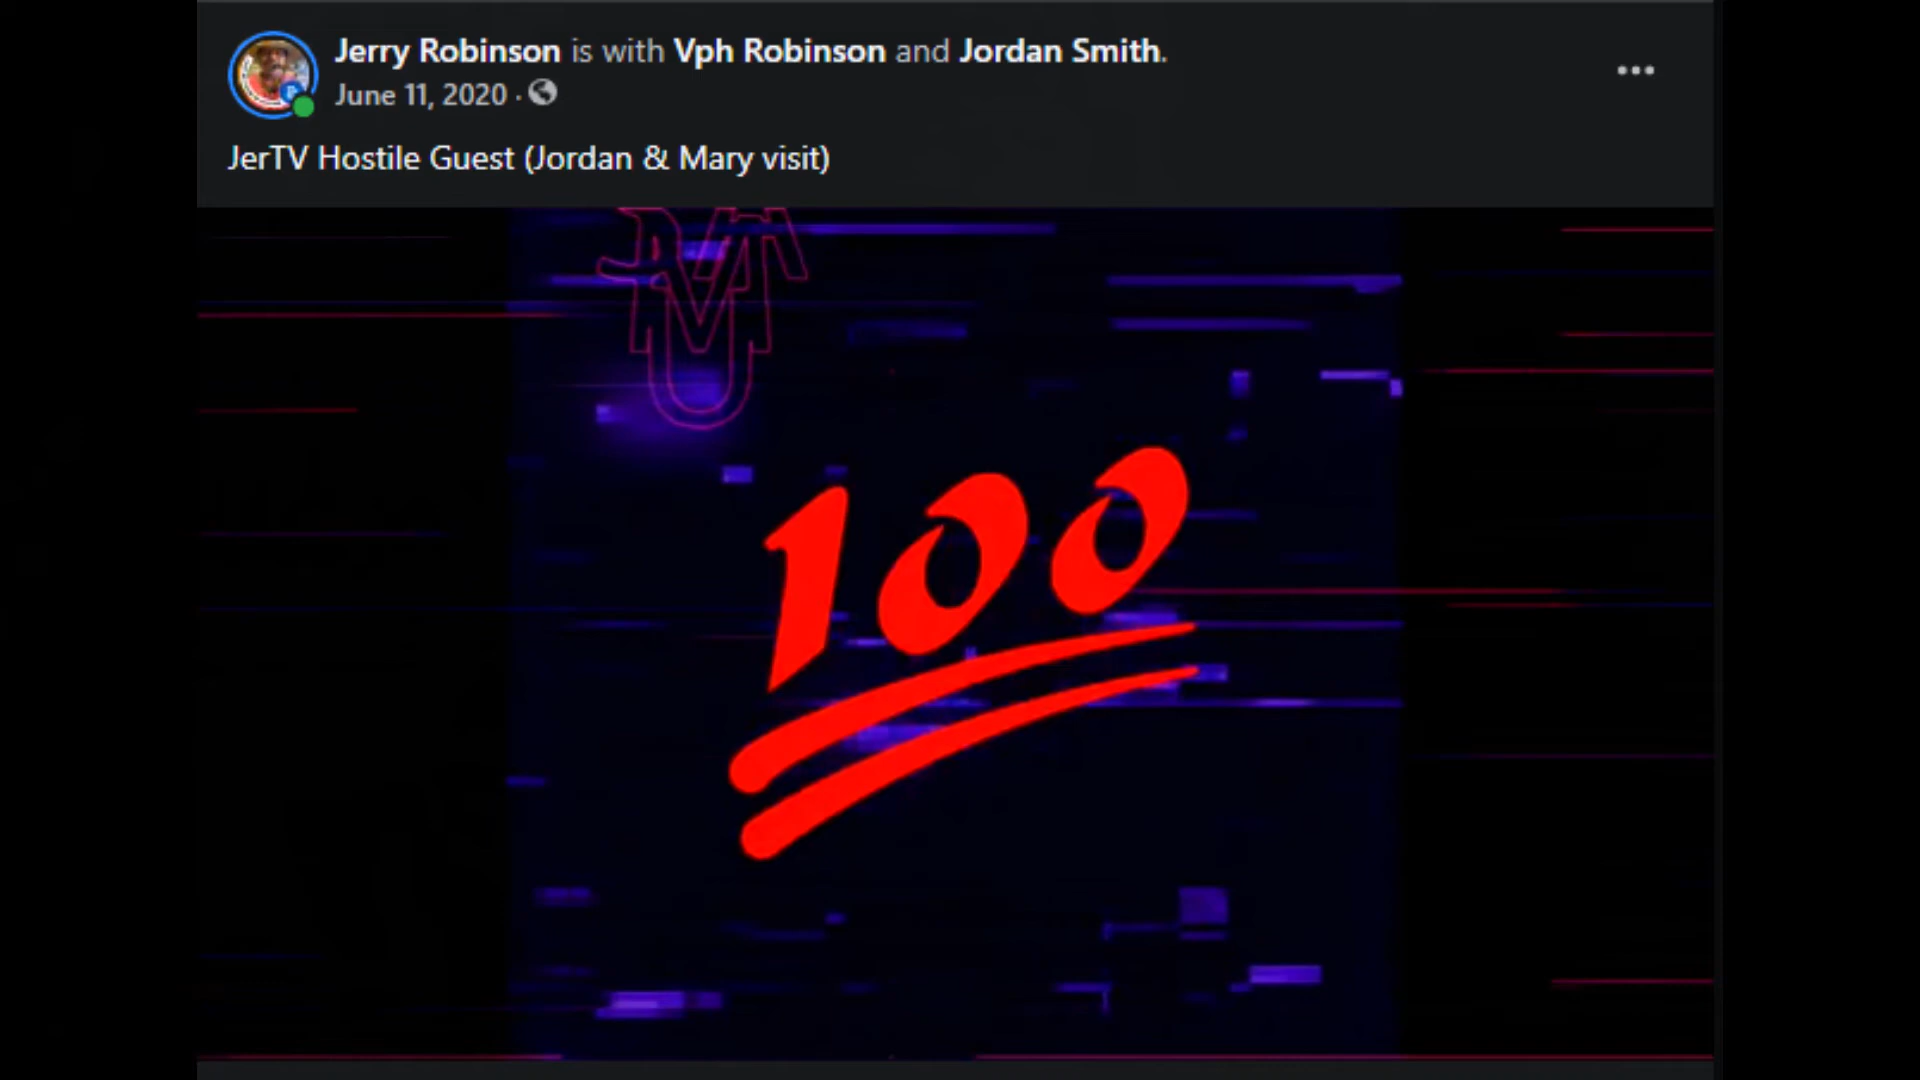 Jerry Robinson is with Vph Robinson and Jordan Smith.
June 11, 2020 ·
JerTV Hostile Guest (Jordan & Mary visit)
100